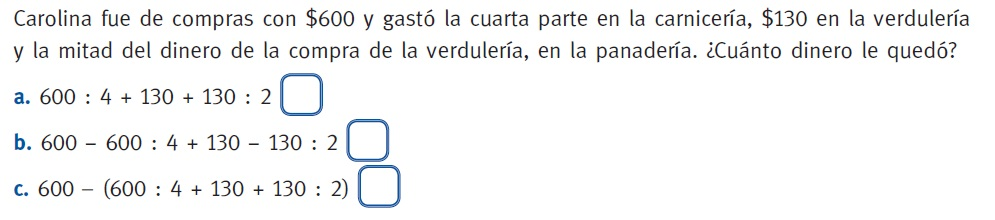 Carolina fue de compras con $600 y gastó la cuarta parte en la carnicería, $130 en la verdulería
y la mitad del dinero de la compra de la verdulería, en la panadería. ¿Cuánto dinero le quedó?
a. 600 : 4 + 130 + 130 : 2
b. 600 – 600 : 4 + 130 – 130 : 2
c. 600 – (600 : 4 + 130 + 130 : 2)